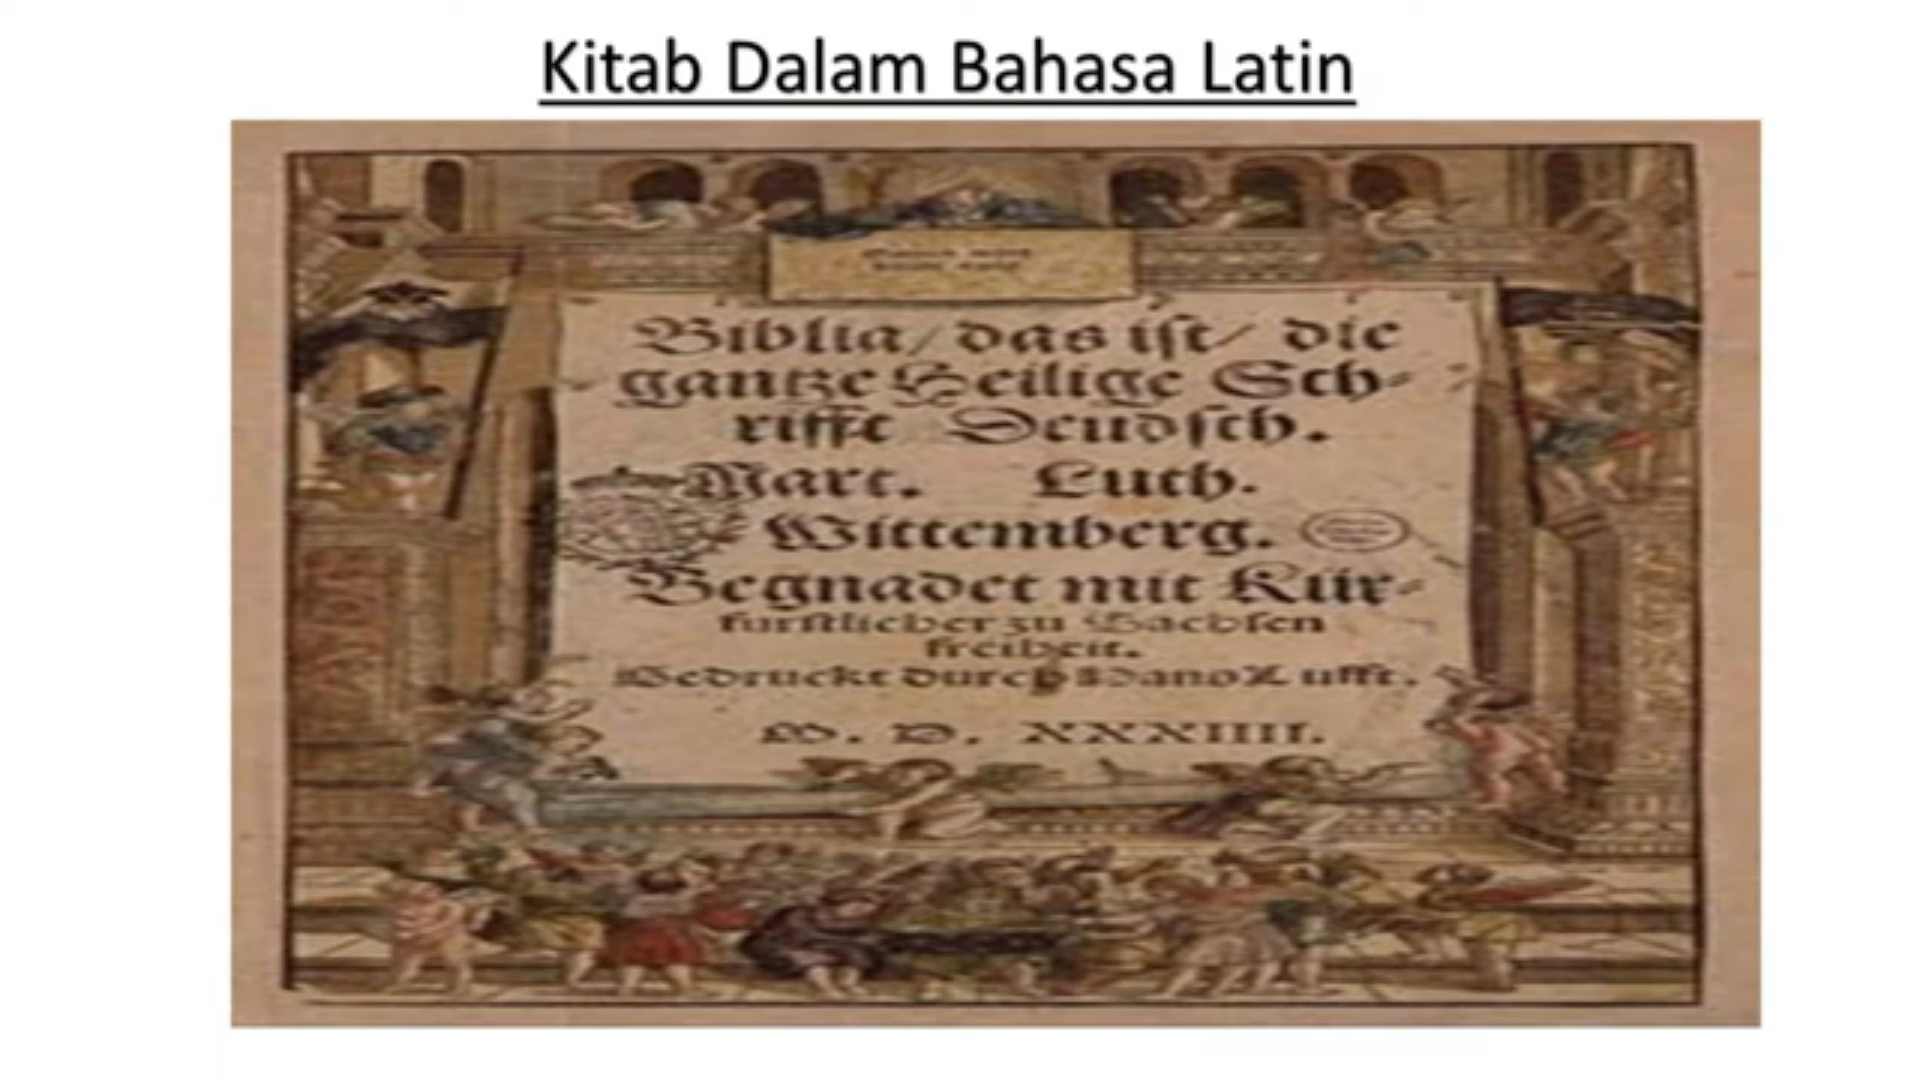 Kitab Dalam Bahasa Latin
Biblia/ das iſt/ die
gantze Heilige Sch-
rifft Deudſch.
Mart. Luth.
Wittemberg.
Begnadet mit Kür-
furſtlicher zu Sachſen
freiheit.
Gedruckt durch Hans Lufft.
M. D. XXXIIII.